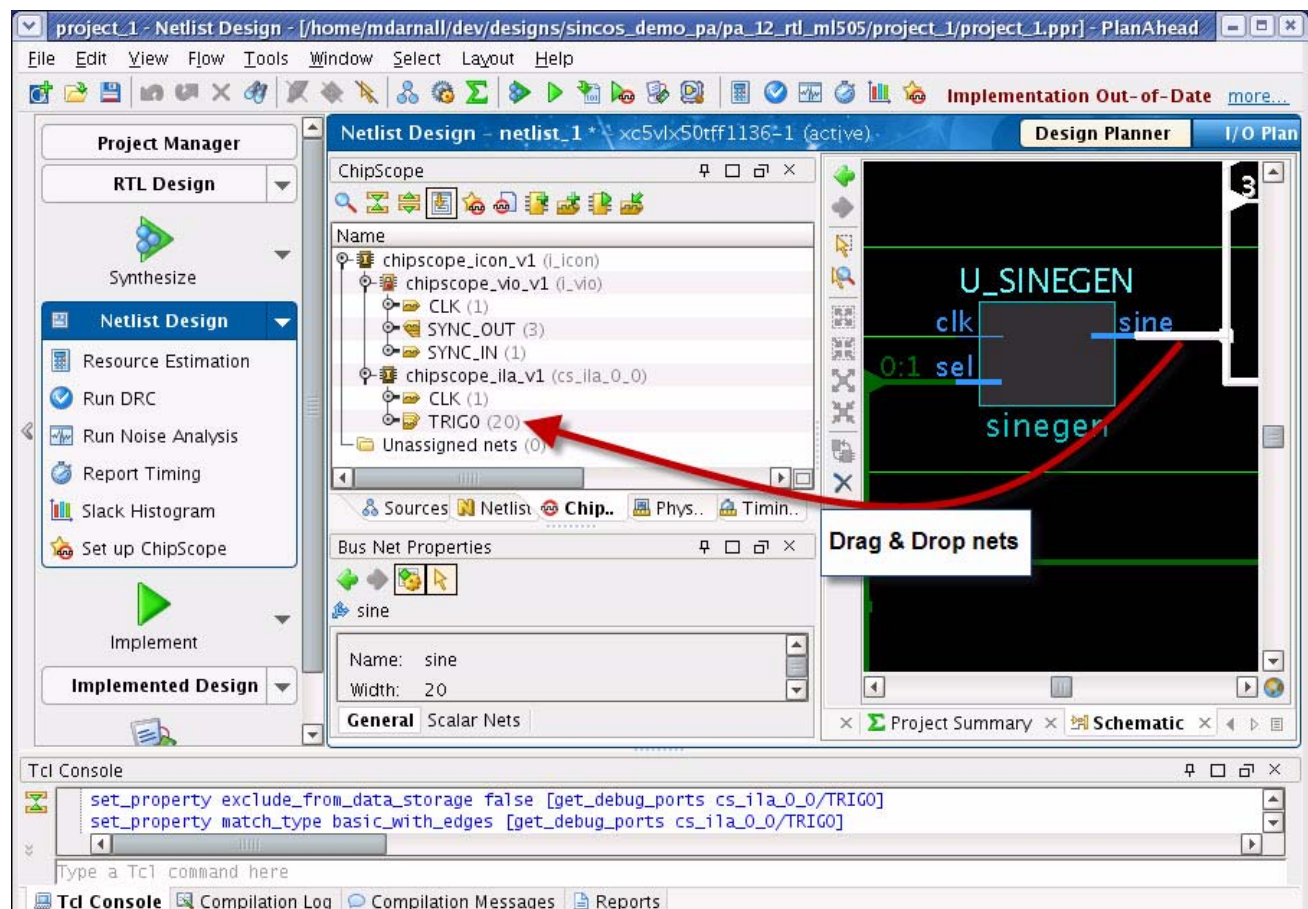 project_1 - Netlist Design - [/home/mdarnall/dev/designs/sincos_demo_pa/pa_12_rtl_ml505/project_1/project_1.ppr] - PlanAhead
File Edit View Flow Tools Window Select Layout Help
Implementation Out-of-Date more...
Project Manager
RTL Design
Synthesize
Netlist Design
Resource Estimation
Run DRC
Run Noise Analysis
Report Timing
Slack Histogram
Set up ChipScope
Implement
Implemented Design
Netlist Design - netlist_1 * - xc5vlx50tff1136-1 (active)
Design Planner
I/O Plan
ChipScope
Name
chipscope_icon_v1 (i_icon)
chipscope_vio_v1 (i_vio)
CLK (1)
SYNC_OUT (3)
SYNC_IN (1)
chipscope_ila_v1 (cs_ila_0_0)
CLK (1)
TRIG0 (20)
Unassigned nets (0)
Sources Netlist Chip.. Phys.. Timin..
Bus Net Properties
sine
Name: sine
Width: 20
General Scalar Nets
3
U_SINEGEN
clk sine
0:1 sel
sinegen
Drag & Drop nets
Project Summary Schematic
Tcl Console
set_property exclude_from_data_storage false [get_debug_ports cs_ila_0_0/TRIG0]
set_property match_type basic_with_edges [get_debug_ports cs_ila_0_0/TRIG0]
Type a Tcl command here
Tcl Console Compilation Log Compilation Messages Reports